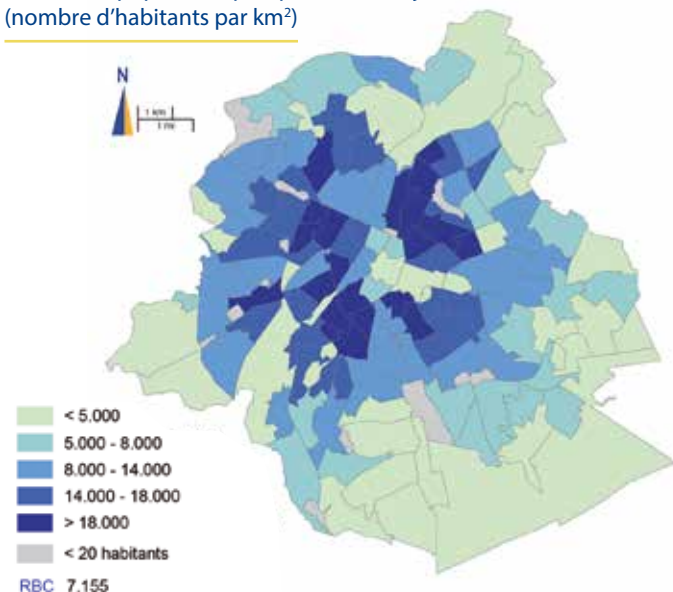 (nombre d'habitants par km²)
N
1 km
1 mi
< 5.000
5.000 - 8.000
8.000 - 14.000
14.000 - 18.000
> 18.000
< 20 habitants
RBC 7.155